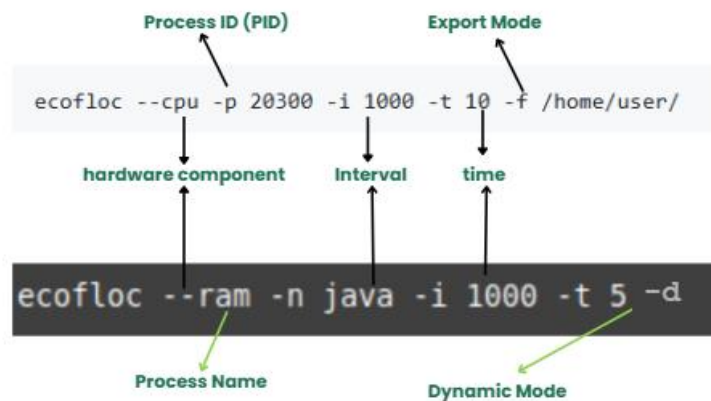 Process ID (PID) Export Mode
ecofloc --cpu -p 20300 -i 1000 -t 10 -f /home/user/
hardware component Interval time
ecofloc --ram -n java -i 1000 -t 5 -d
Process Name Dynamic Mode